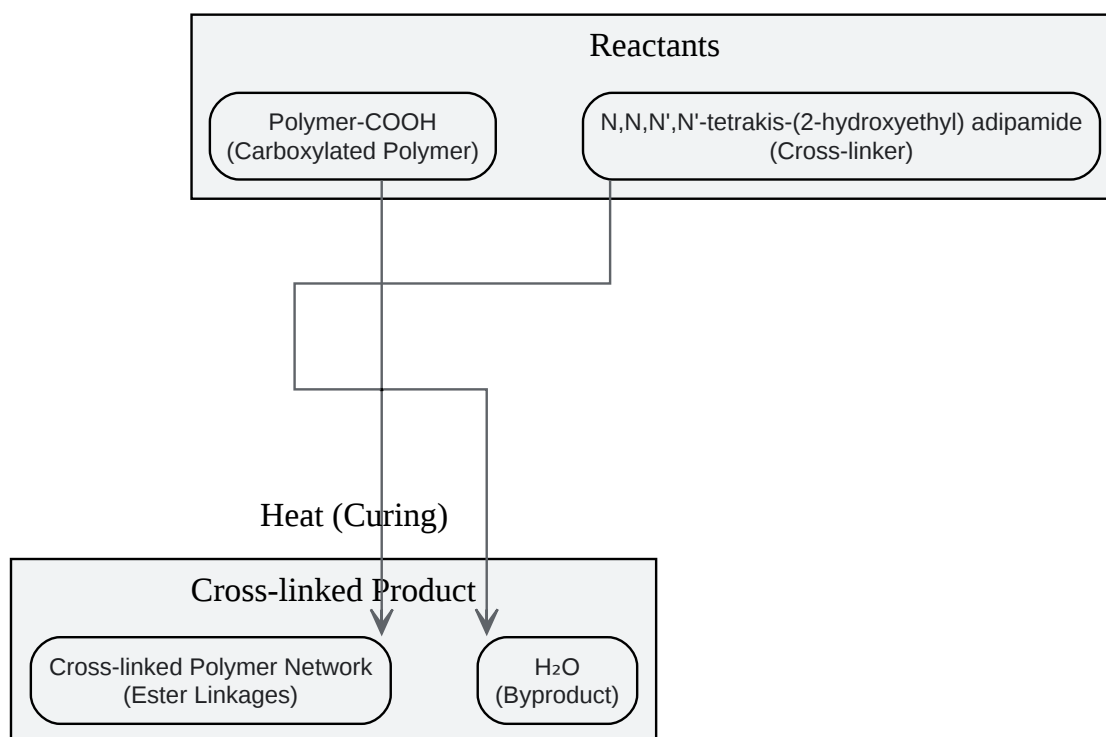 Reactants
Polymer-COOH
(Carboxylated Polymer)
N,N,N',N'-tetrakis-(2-hydroxyethyl) adipamide
(Cross-linker)
Heat (Curing)
Cross-linked Product
Cross-linked Polymer Network
(Ester Linkages)
H₂O
(Byproduct)